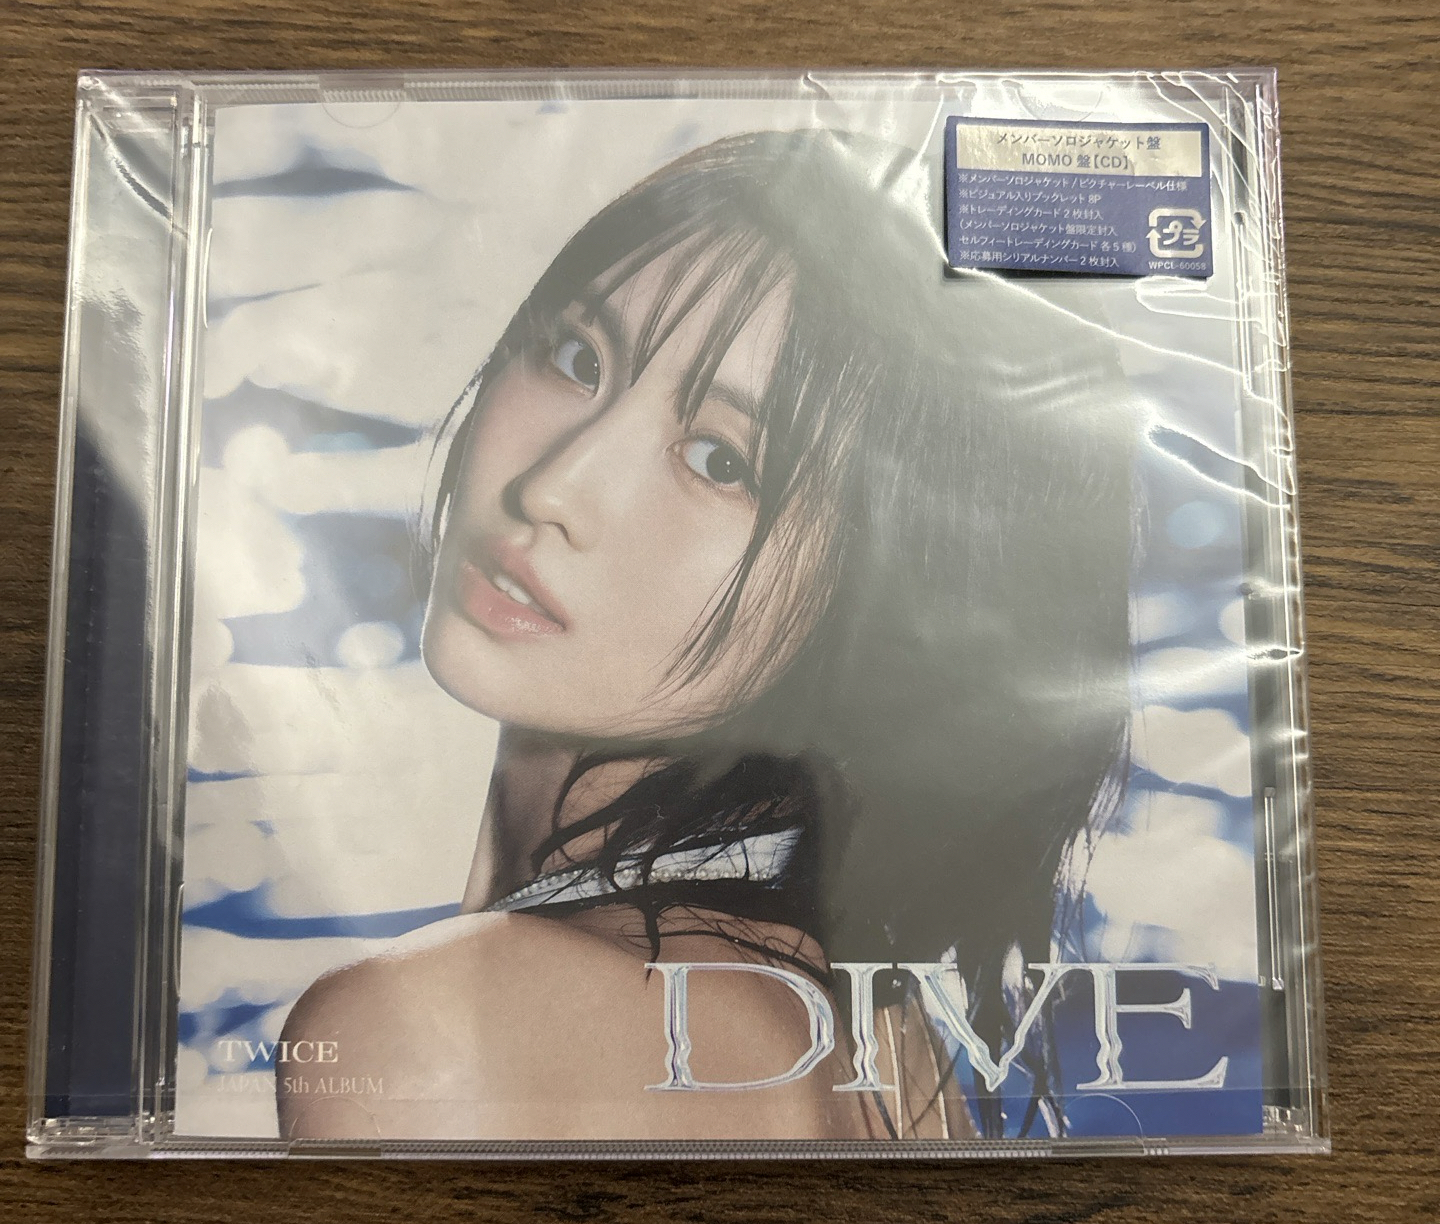 メンバーソロジャケット盤
MOMO 盤【CD】
※メンバーソロジャケット / ピクチャーレーベル仕様
※ビジュアル入りブックレット 8P
※トレーディングカード 2 枚封入
(メンバーソロジャケット盤限定封入
セルフィートレーディングカード 各 5 種)
※応募用シリアルナンバー 2 枚封入
プラ
WPCL-60058
DIVE
TWICE
JAPAN 5th ALBUM